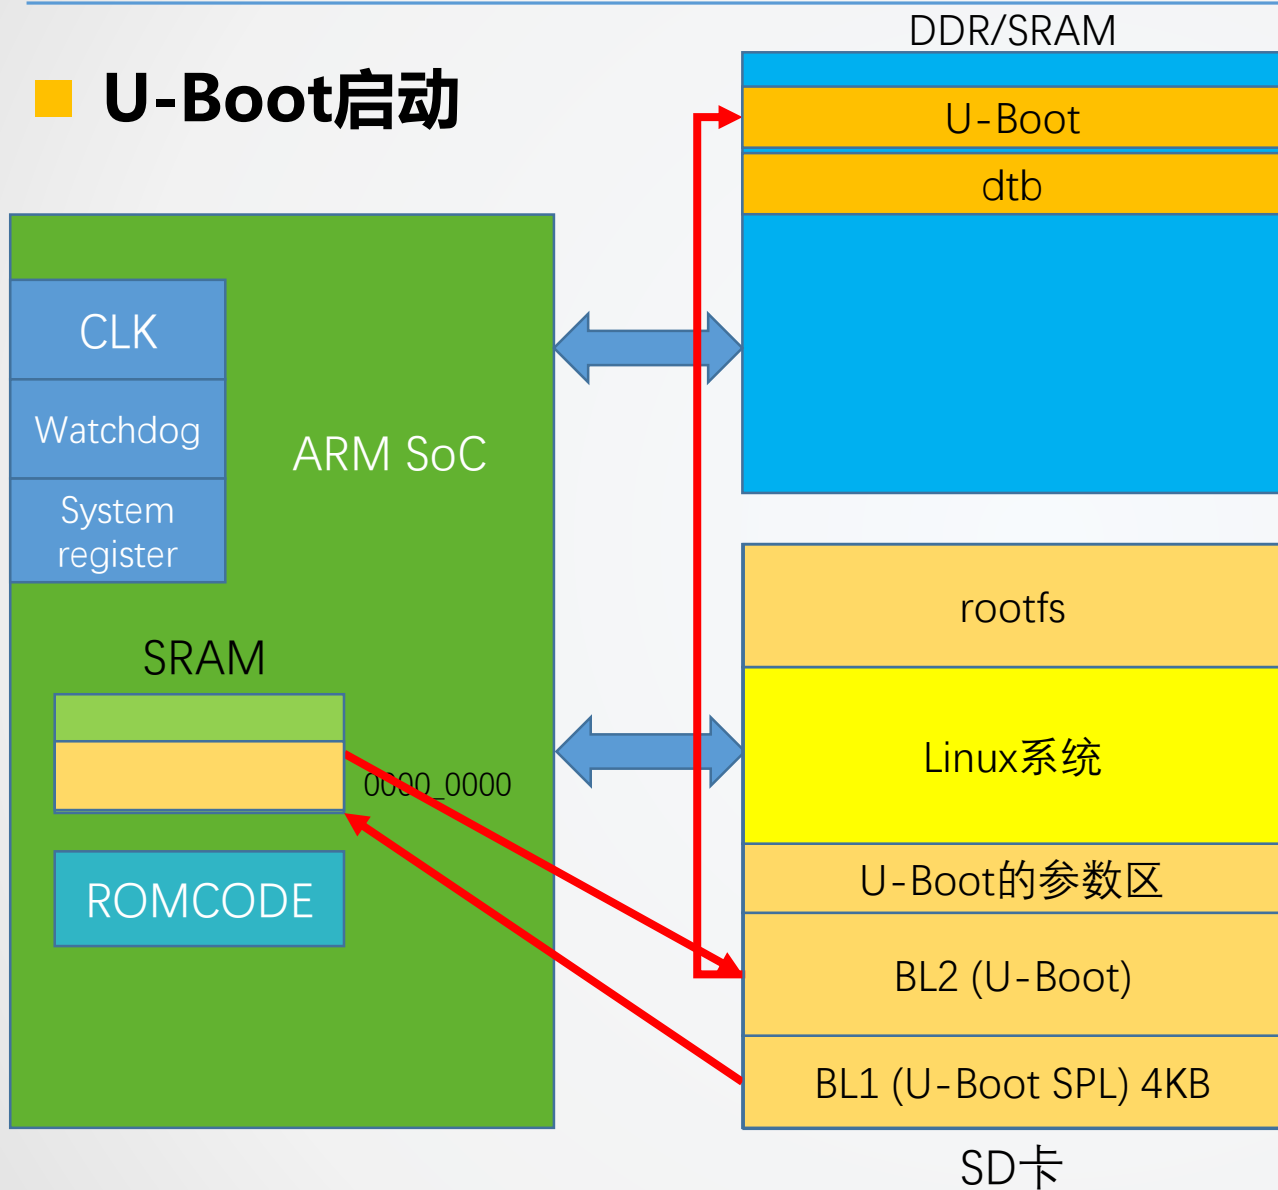 DDR/SRAM
U-Boot启动
U-Boot
dtb
CLK
Watchdog
System
register
ARM SoC
SRAM
0000_0000
ROMCODE
rootfs
Linux系统
U-Boot的参数区
BL2 (U-Boot)
BL1 (U-Boot SPL) 4KB
SD卡